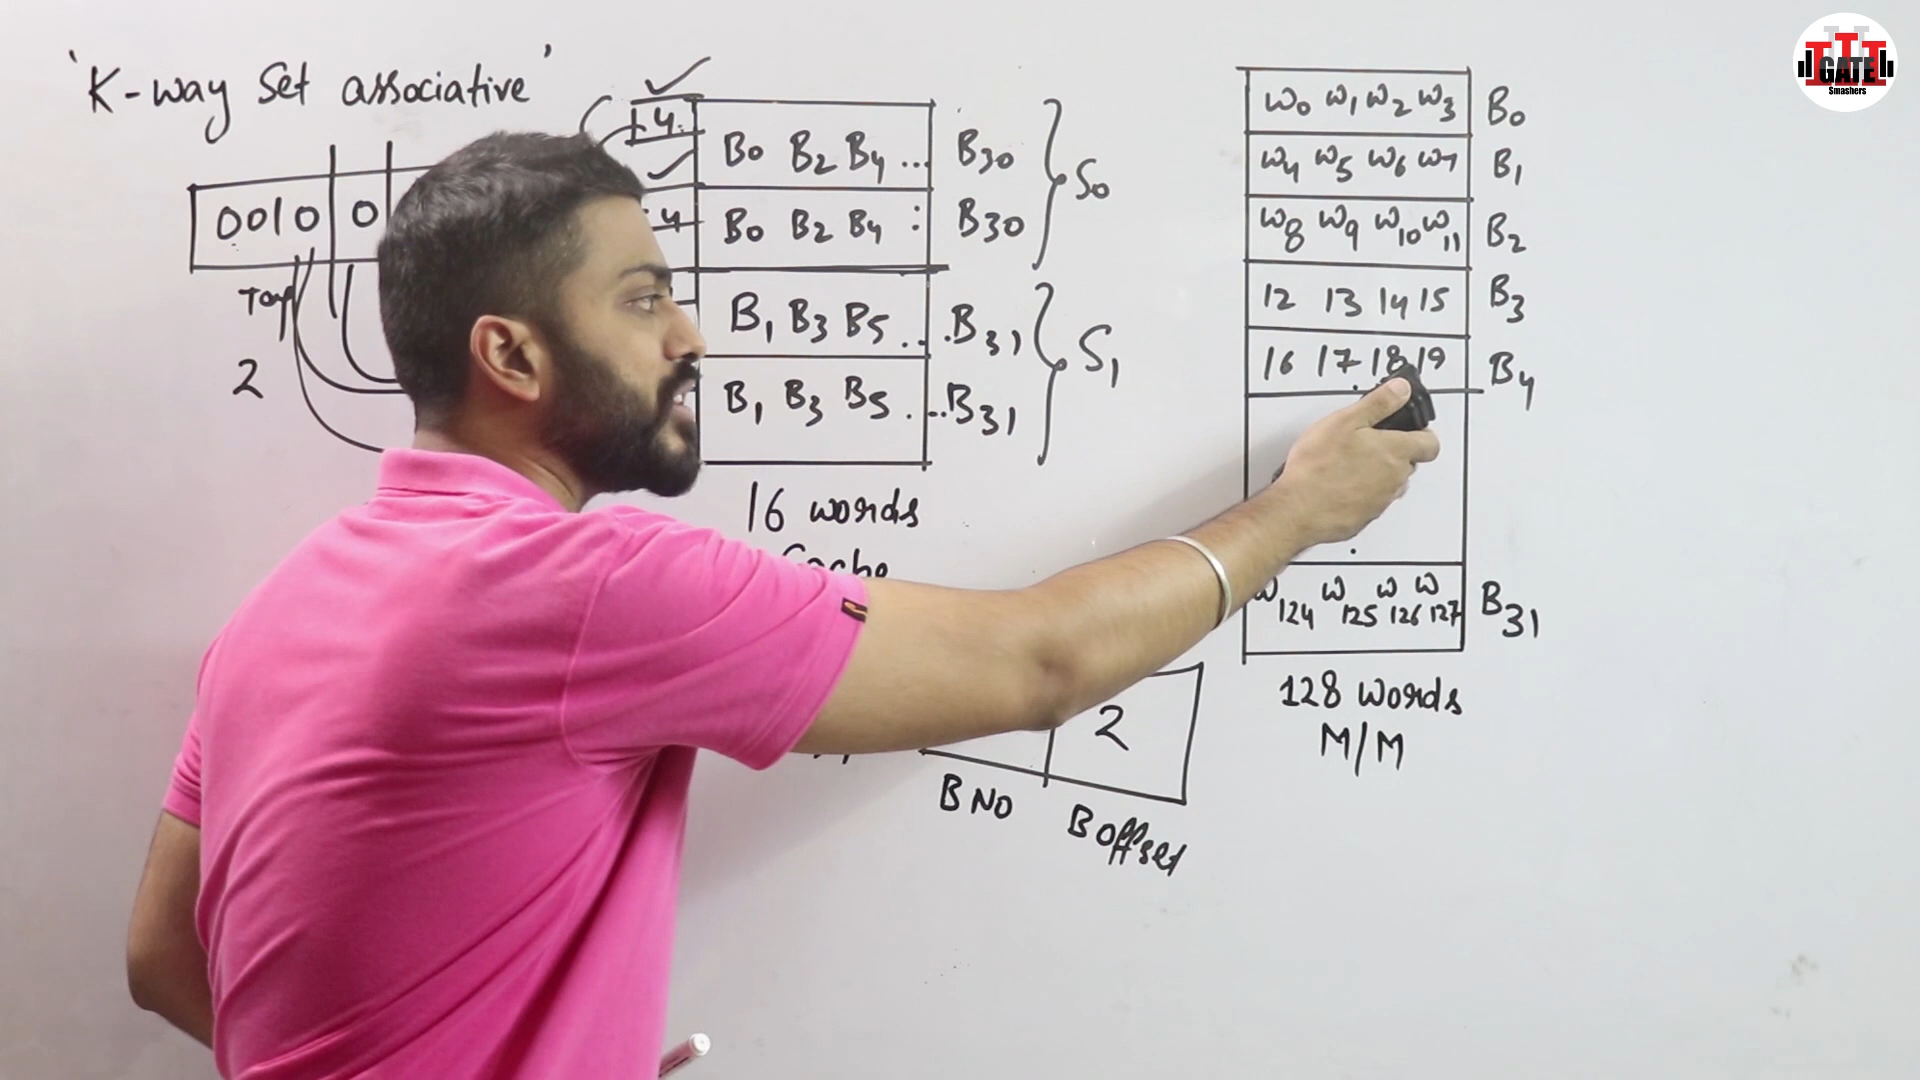 'K-way Set associative'
0010 0
Tag
2
4
B0 B2 B4 ... B30
S0
4
B0 B2 B4 : B30
B1 B3 B5 .... B31
S1
B1 B3 B5 .... B31
16 words
Cache
W0 W1 W2 W3 B0
W4 W5 W6 W7 B1
W8 W9 W10 W11 B2
12 13 14 15 B3
16 17 18 19 B4
W124 W125 W126 W127 B31
128 words
M/M
2
B NO
B offset
GATE
Smashers